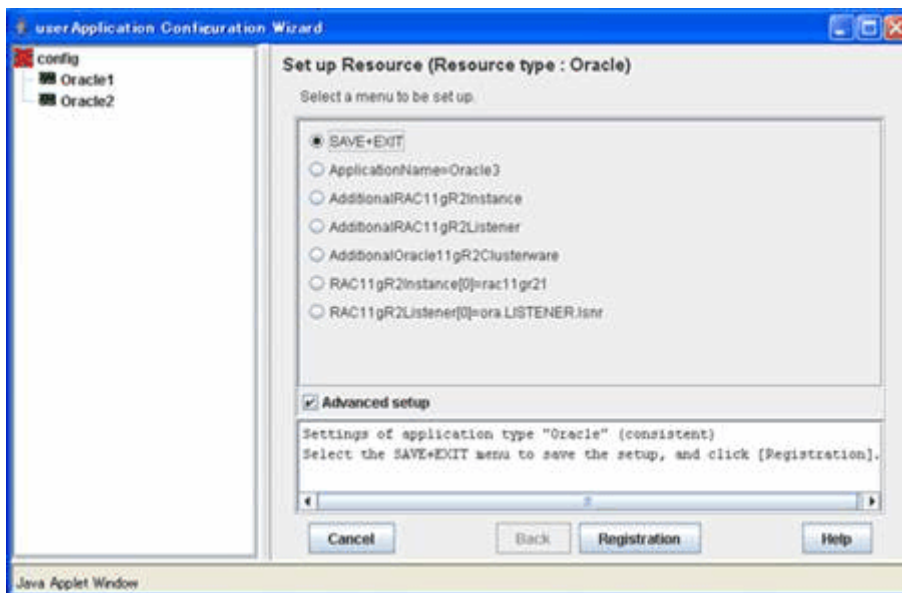 userApplication Configuration Wizard
config
Oracle1
Oracle2
Set up Resource (Resource type : Oracle)
Select a menu to be set up.
SAVE+EXIT
ApplicationName=Oracle3
AdditionalRAC11gR2Instance
AdditionalRAC11gR2Listener
AdditionalOracle11gR2Clusterware
RAC11gR2Instance[0]=rac11gr21
RAC11gR2Listener[0]=ora.LISTENER.lsnr
Advanced setup
Settings of application type "Oracle" (consistent)
Select the SAVE+EXIT menu to save the setup, and click [Registration].
Cancel
Back
Registration
Help
Java Applet Window